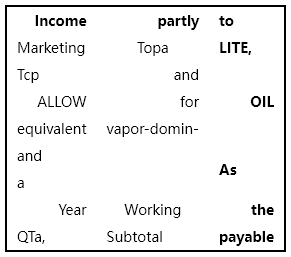 Income partly to
Marketing Topa LITE,
Tcp and
ALLOW for OIL
equivalent vapor-domin-
and
As
a
Year Working the
QTa, Subtotal payable